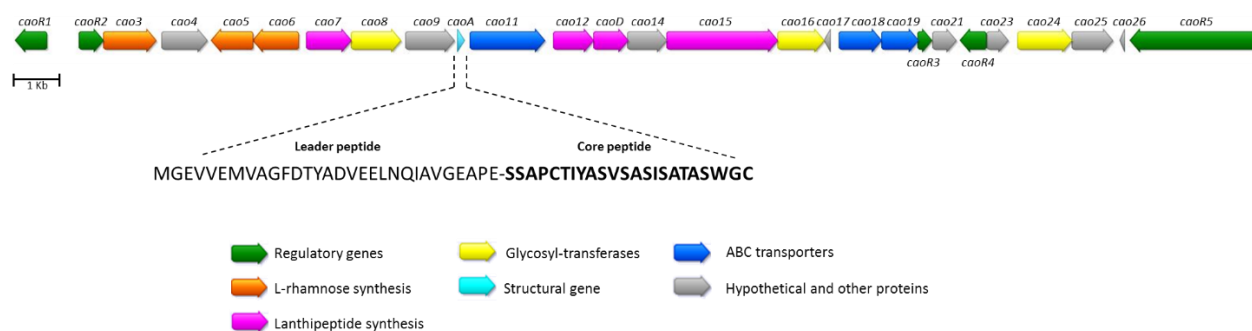 caoR1 caoR2 cao3 cao4 cao5 cao6 cao7 cao8 cao9 caoA cao11 cao12 caoD cao14 cao15 cao16 cao17 cao18 cao19 cao21 cao23 cao24 cao25 cao26 caoR5
caoR3 caoR4
1 Kb
Leader peptide Core peptide
MGEVVEMVAGFDTYADVEELNQIAVGEAPE-SSAPCTIYASVSASISATASWGC
Regulatory genes Glycosyl-transferases ABC transporters
L-rhamnose synthesis Structural gene Hypothetical and other proteins
Lanthipeptide synthesis